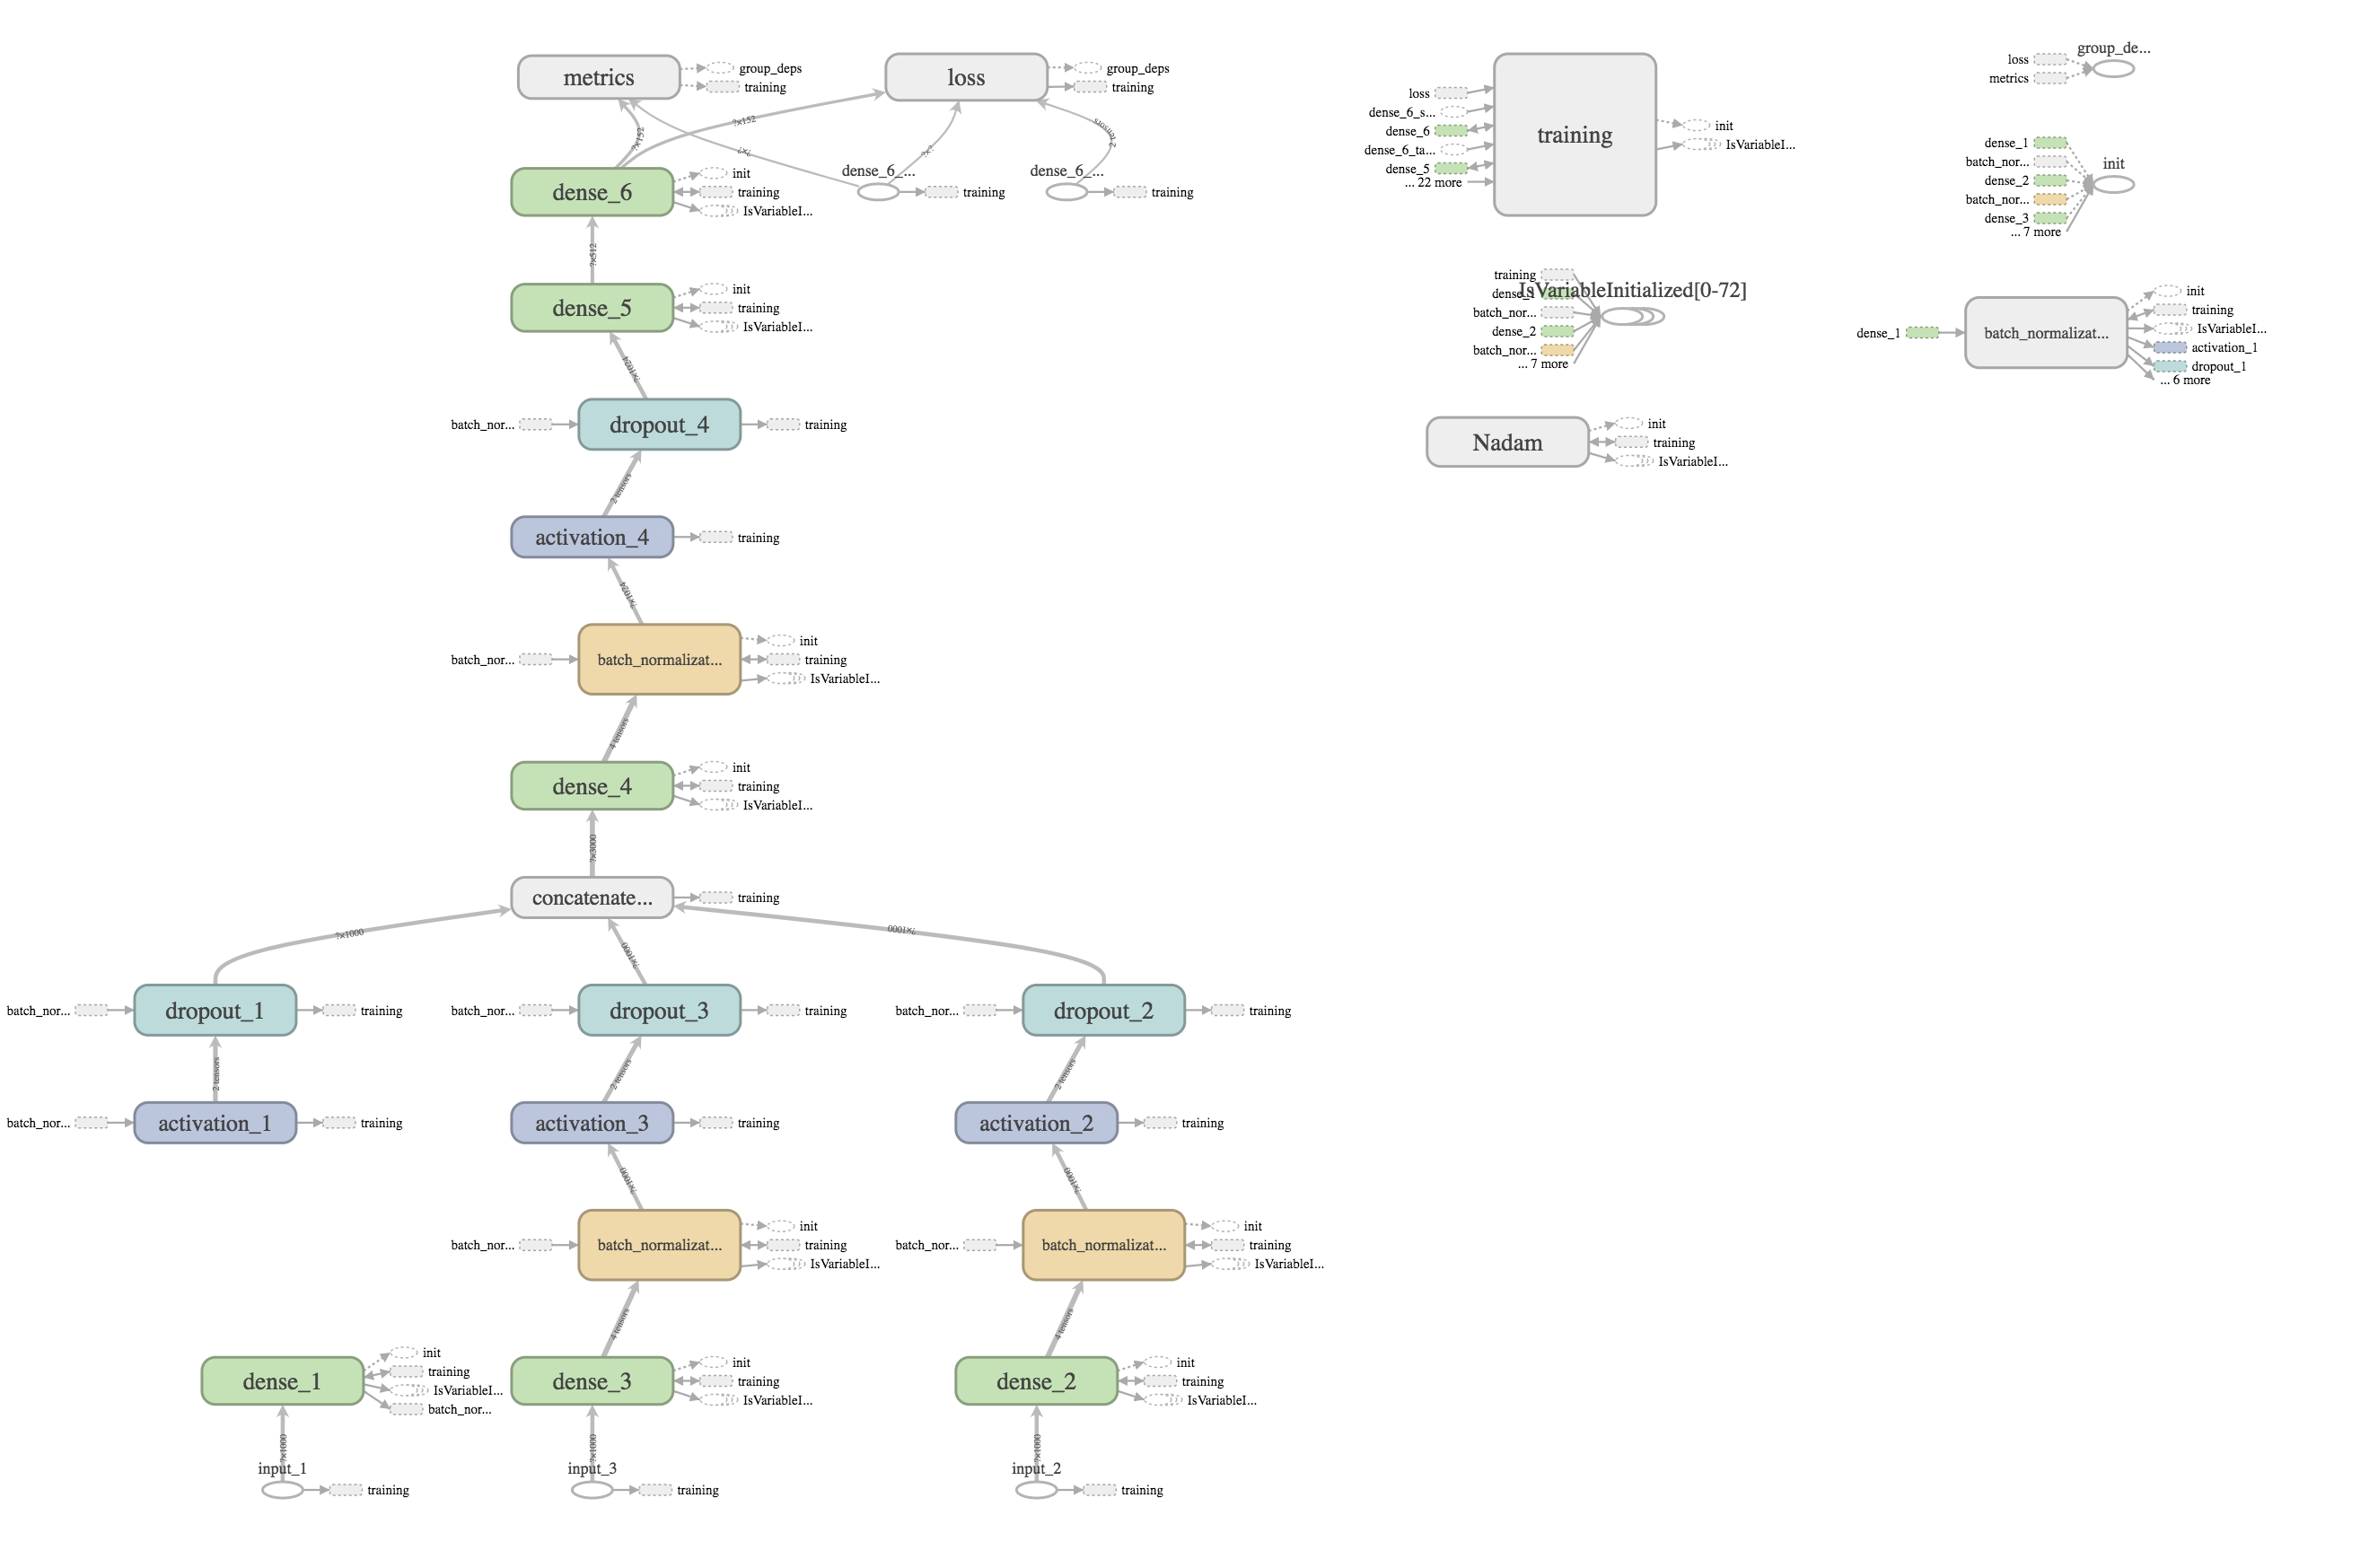 metrics
group_deps
training
loss
group_deps
training
?x152
?x152
?x?
?x?
2 tensors
dense_6
init
training
IsVariableI...
dense_6_...
training
dense_6_...
training
?x512
dense_5
init
training
IsVariableI...
?x1024
batch_nor...
dropout_4
training
2 tensors
activation_4
training
?x1024
batch_nor...
batch_normalizat...
init
training
IsVariableI...
4 tensors
dense_4
init
training
IsVariableI...
?x3000
concatenate...
training
?x1000
?x1000
?x1000
batch_nor...
dropout_1
training
batch_nor...
dropout_3
training
batch_nor...
dropout_2
training
2 tensors
2 tensors
2 tensors
batch_nor...
activation_1
training
activation_3
training
activation_2
training
?x1000
?x1000
batch_nor...
batch_normalizat...
init
training
IsVariableI...
batch_nor...
batch_normalizat...
init
training
IsVariableI...
4 tensors
4 tensors
dense_1
init
training
IsVariableI...
batch_nor...
dense_3
init
training
IsVariableI...
dense_2
init
training
IsVariableI...
?x1000
?x1000
?x1000
input_1
training
input_3
training
input_2
training
loss
dense_6_s...
dense_6
dense_6_ta...
dense_5
... 22 more
training
init
IsVariableI...
group_de...
loss
metrics
init
dense_1
batch_nor...
dense_2
batch_nor...
dense_3
... 7 more
IsVariableInitialized[0-72]
training
dense_1
batch_nor...
dense_2
batch_nor...
... 7 more
dense_1
batch_normalizat...
init
training
IsVariableI...
activation_1
dropout_1
... 6 more
Nadam
init
training
IsVariableI...